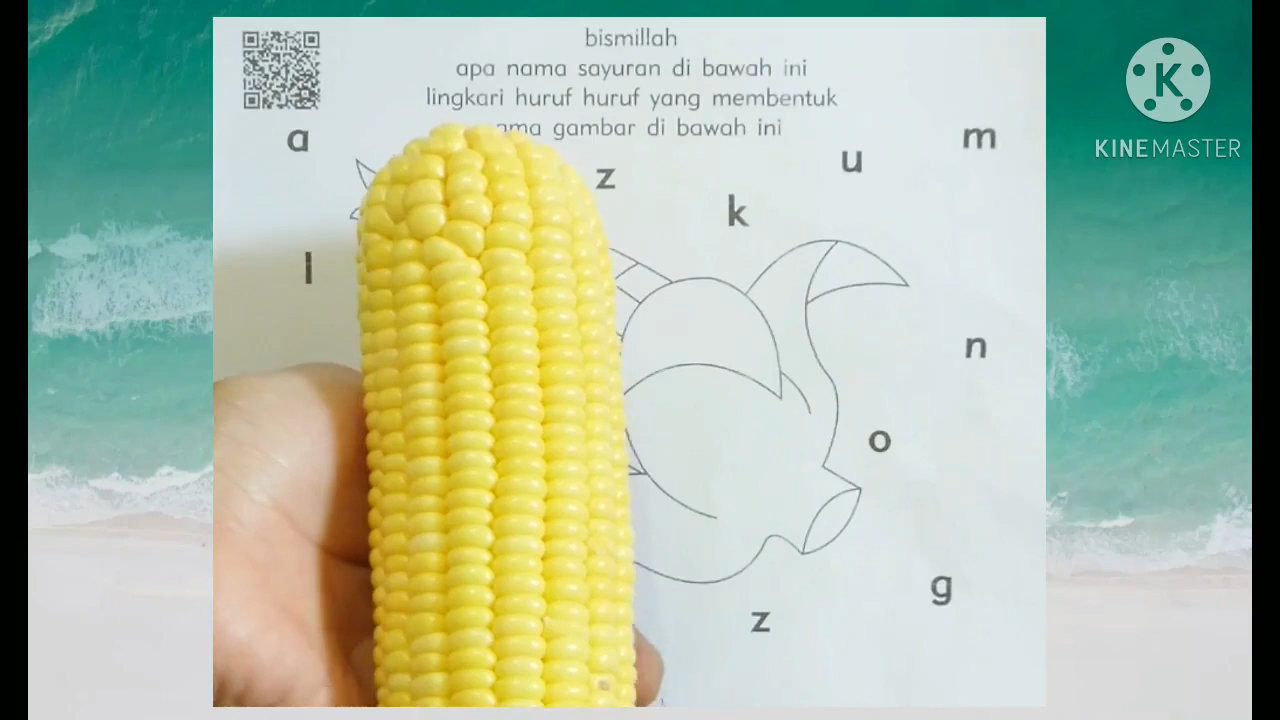 bismillah
apa nama sayuran di bawah ini
lingkari huruf huruf yang membentuk
gambar di bawah ini
a
z
u
m
k
l
n
o
g
z
KINEMASTER